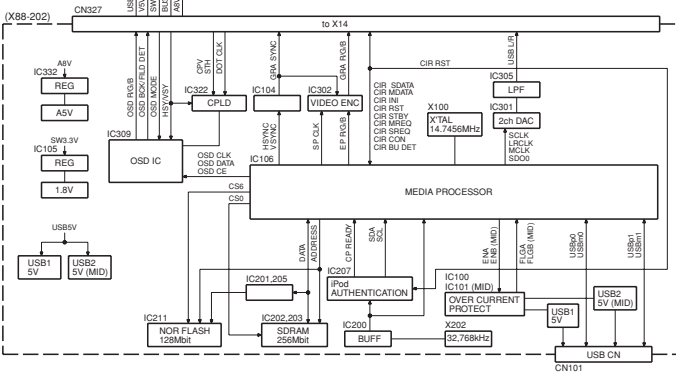 (X88-202)
CN327
USB
V5V
SW
BUS
A8V
to X14
A8V
IC332
REG
A5V
SW3.3V
IC105
REG
1.8V
USB5V
USB1
5V
USB2
5V (MID)
OSD R/G/B
OSD BCK/FILD DET
OSD MODE
HSY/VSY
CPV
STH
DOT CLK
IC322
CPLD
IC309
OSD IC
OSD CLK
OSD DATA
OSD CE
GRA SYNC
GRA RG/B
IC104
IC302
VIDEO ENC
HSYNC
VSYNC
SP CLK
EP RG/B
CIR RST
CIR SDATA
CIR MDATA
CIR INI
CIR RST
CIR STBY
CIR MREQ
CIR SREQ
CIR CON
CIR BU DET
X100
X'TAL
14.7456MHz
USB L/R
IC305
LPF
IC301
2ch DAC
SCLK
LRCLK
MCLK
SDO0
IC106
MEDIA PROCESSOR
CS6
CS0
DATA
ADDRESS
CP READY
SDA
SCL
ENA
ENB (MID)
FLGA
FLGB (MID)
USBp0
USBm0
USBp1
USBm1
IC201,205
IC207
iPod
AUTHENTICATION
IC100
IC101 (MID)
OVER CURRENT
PROTECT
USB1
5V
USB2
5V (MID)
IC211
NOR FLASH
128Mbit
IC202,203
SDRAM
256Mbit
IC200
BUFF
X202
32,768kHz
USB CN
CN101